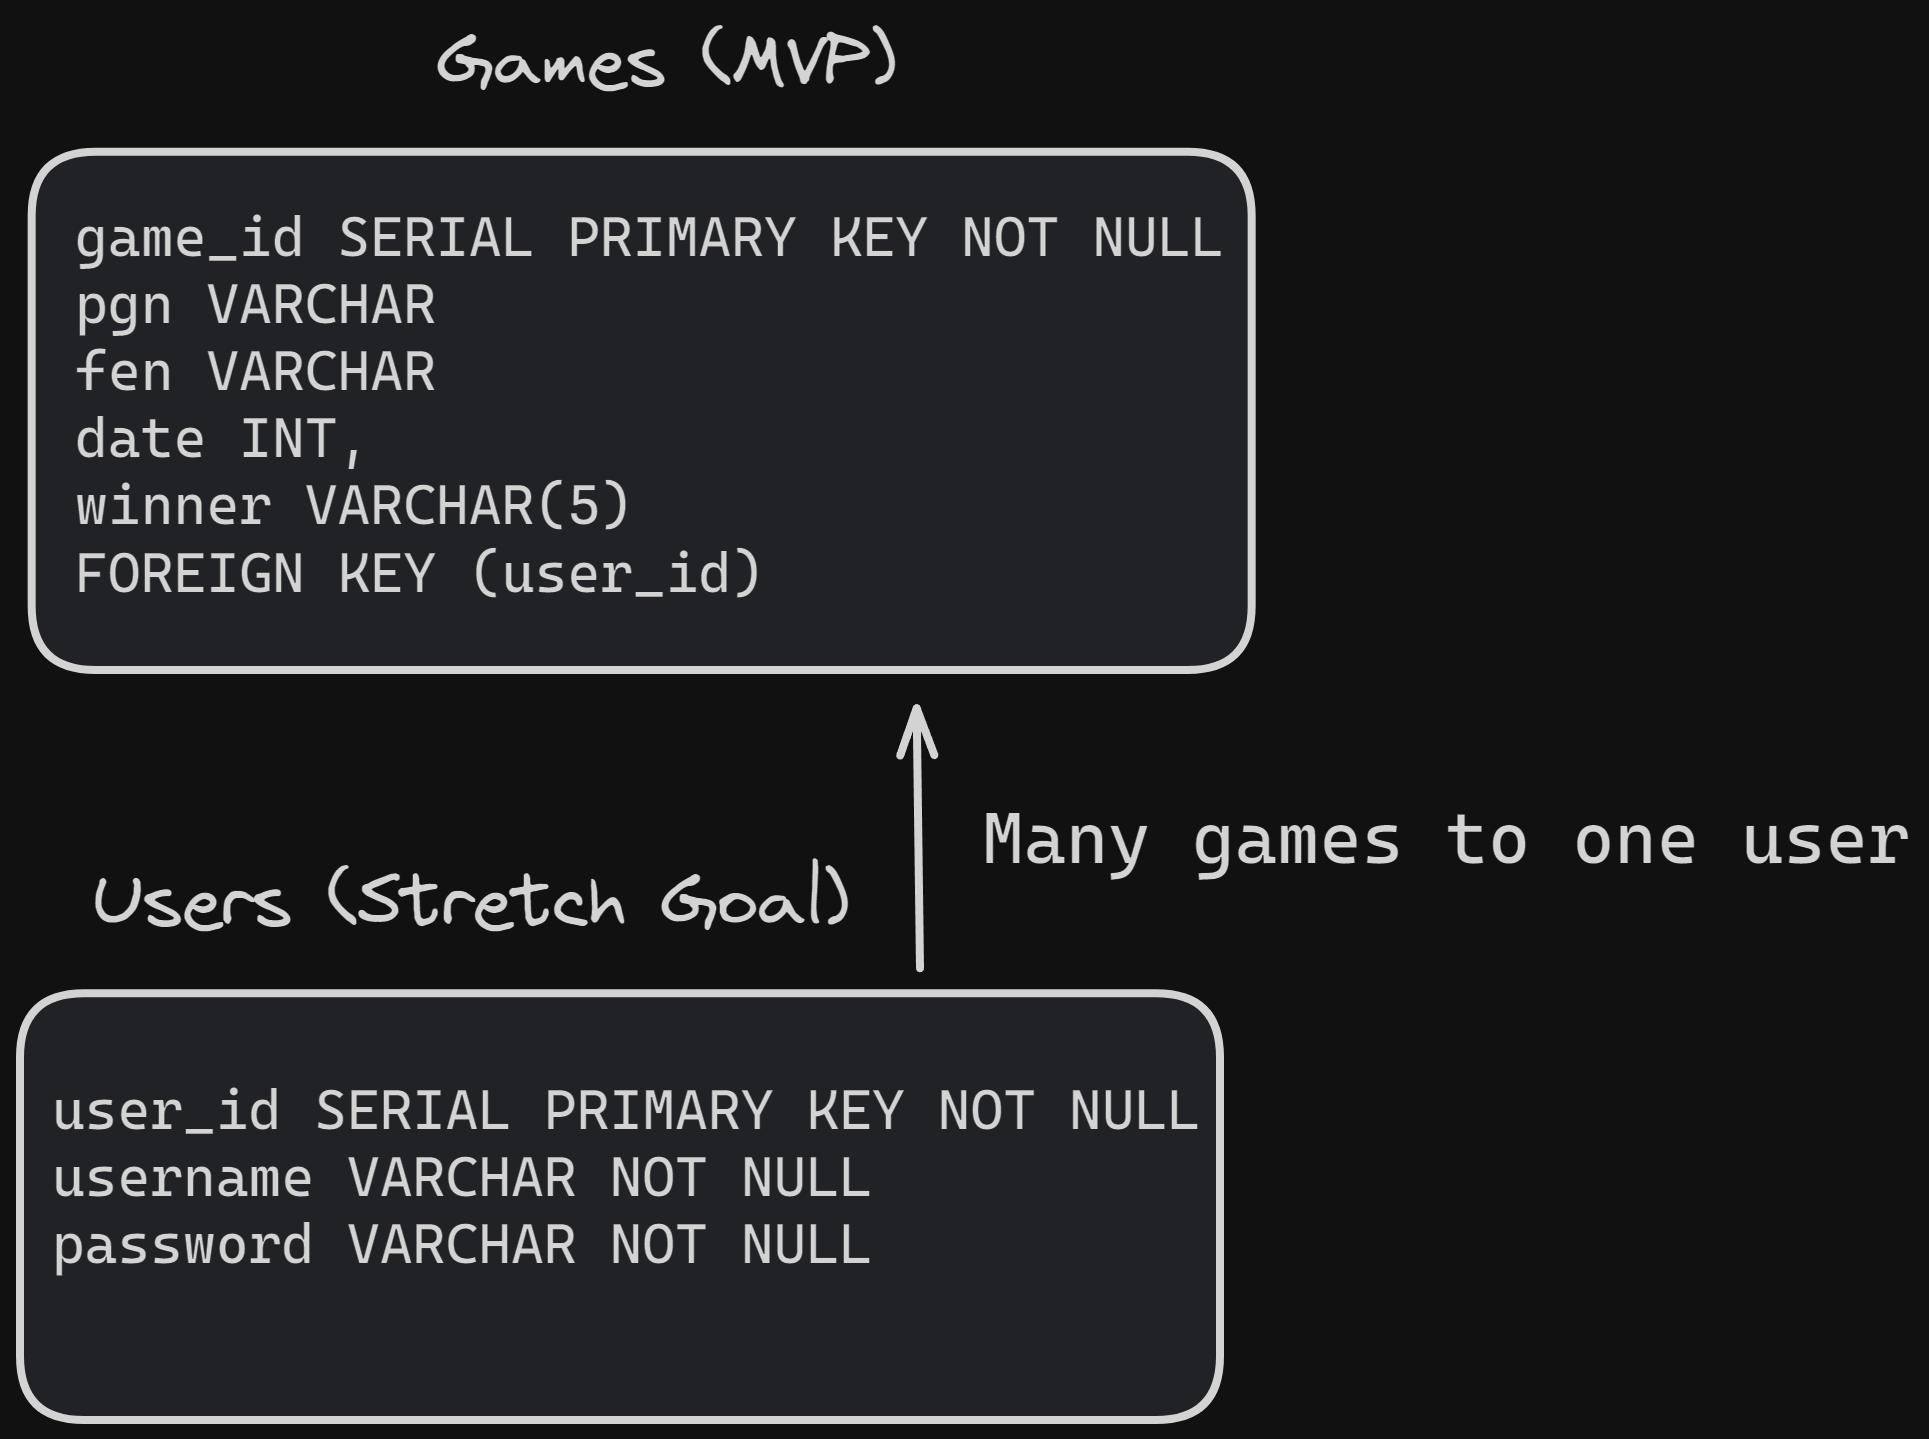 Games (MVP)
game_id SERIAL PRIMARY KEY NOT NULL
pgn VARCHAR
fen VARCHAR
date INT,
winner VARCHAR(5)
FOREIGN KEY (user_id)
Many games to one user
Users (Stretch Goal)
user_id SERIAL PRIMARY KEY NOT NULL
username VARCHAR NOT NULL
password VARCHAR NOT NULL